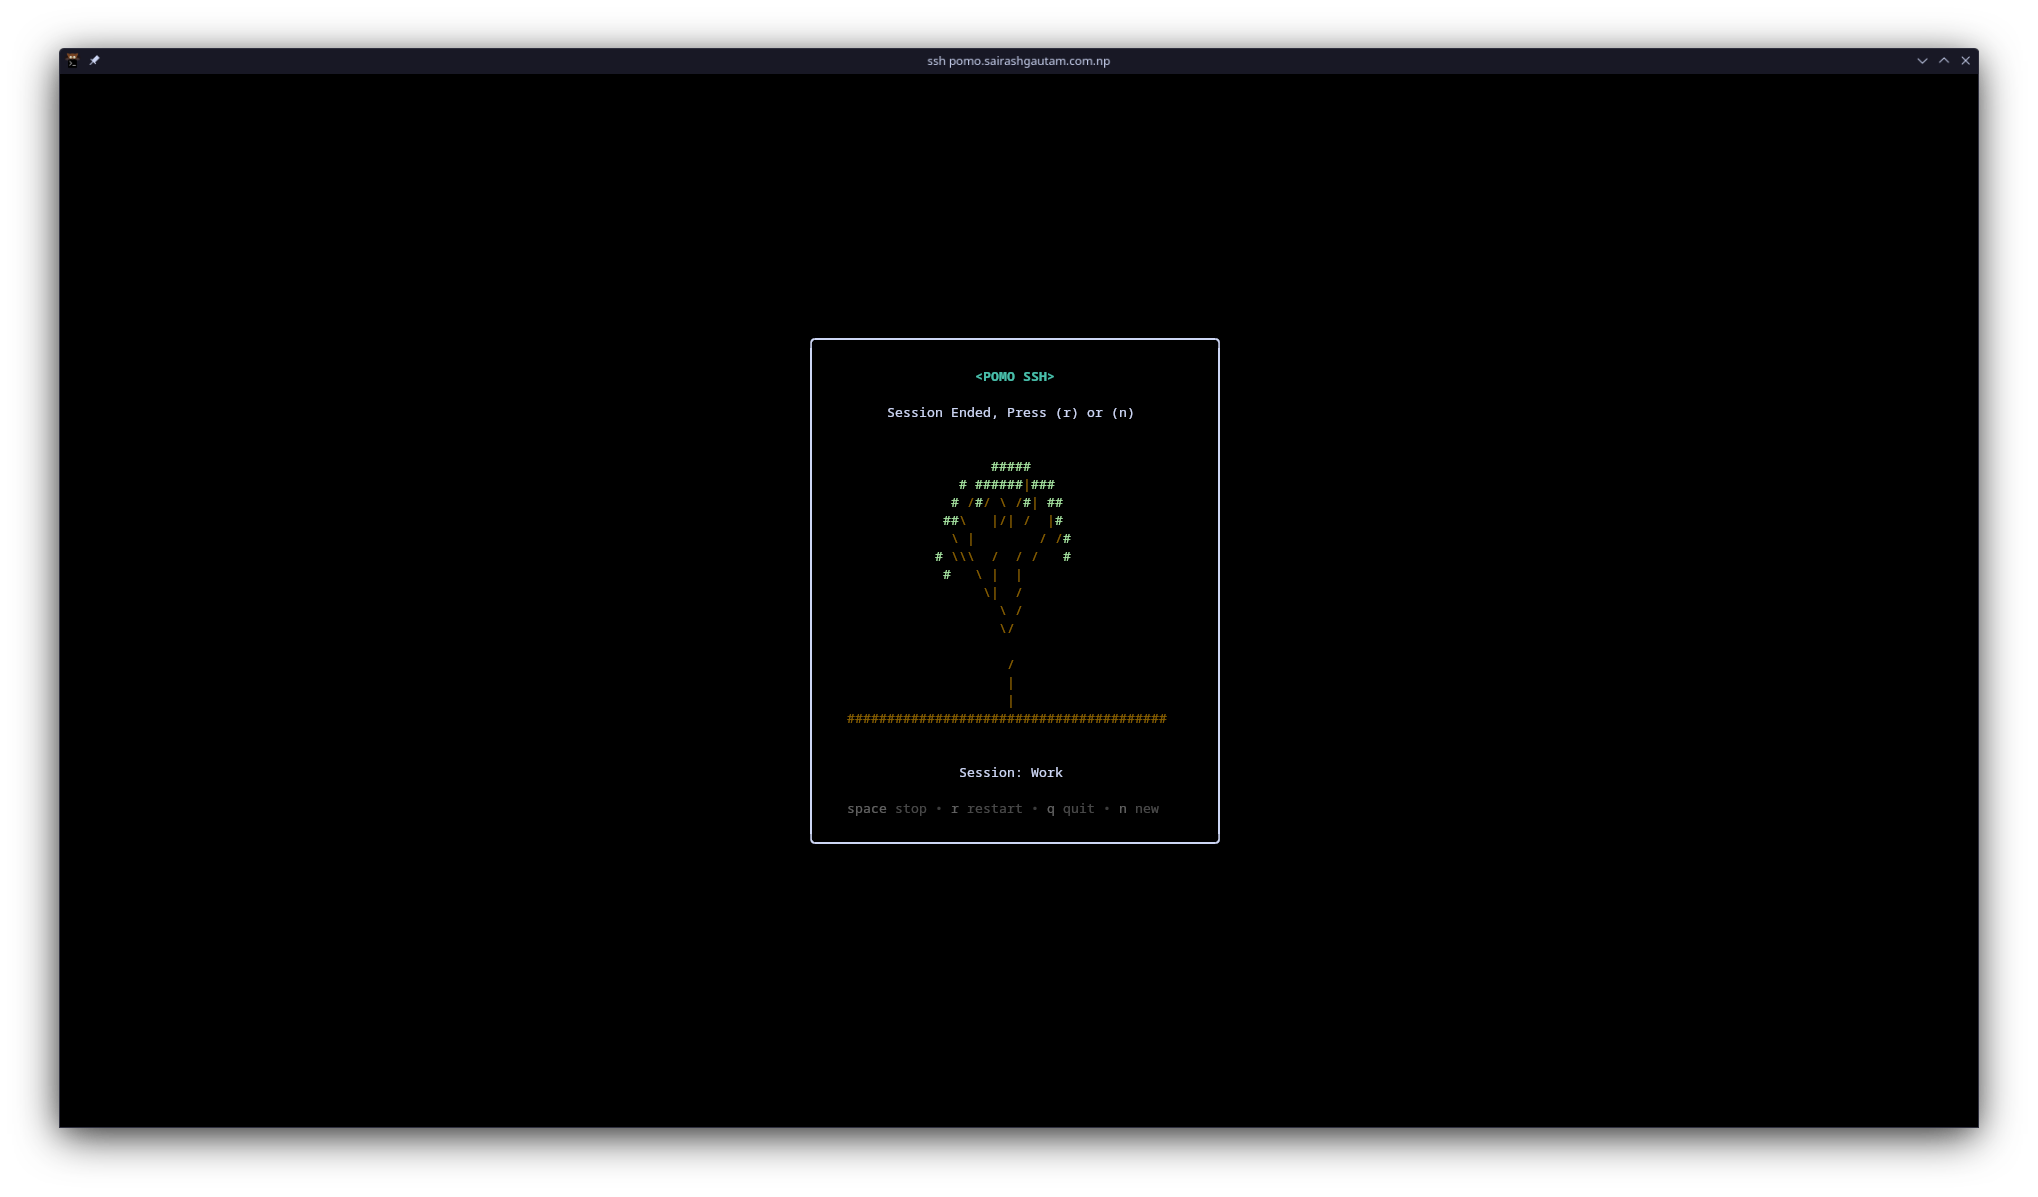 ssh pomo.sairashgautam.com.np
<POMO SSH>
Session Ended, Press (r) or (n)
#####
# ######|###
# /#/ \ /#| ##
##\   |/| /  |#
\ |        / /#
# \\\  /  / /   #
#   \ |  |
\|  /
\ /
\/
/
|
|
########################################
Session: Work
space stop • r restart • q quit • n new